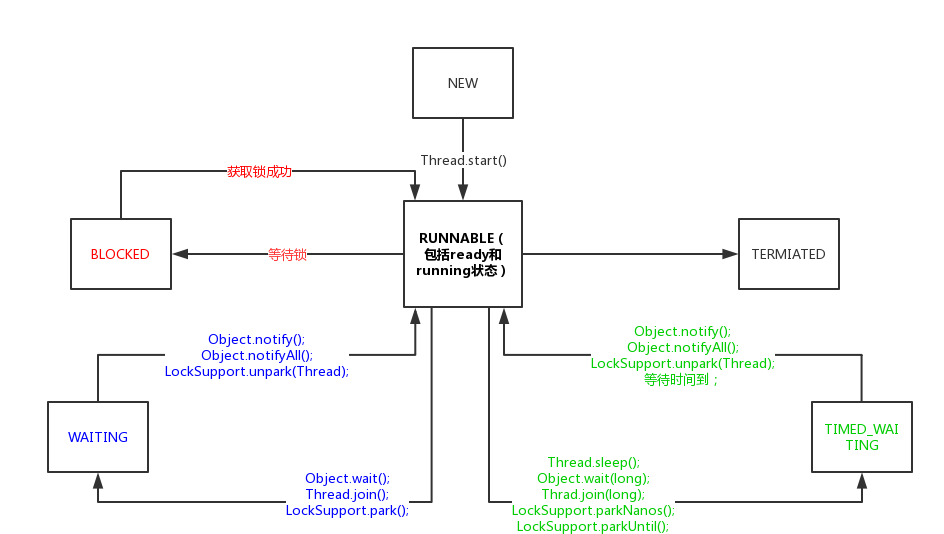 NEW
Thread.start()
获取锁成功
RUNNABLE（
包括ready和
running状态）
BLOCKED
等待锁
TERMIATED
Object.notify();
Object.notifyAll();
LockSupport.unpark(Thread);
Object.notify();
Object.notifyAll();
LockSupport.unpark(Thread);
等待时间到；
WAITING
TIMED_WAI
TING
Object.wait();
Thread.join();
LockSupport.park();
Thread.sleep();
Object.wait(long);
Thrad.join(long);
LockSupport.parkNanos();
LockSupport.parkUntil();